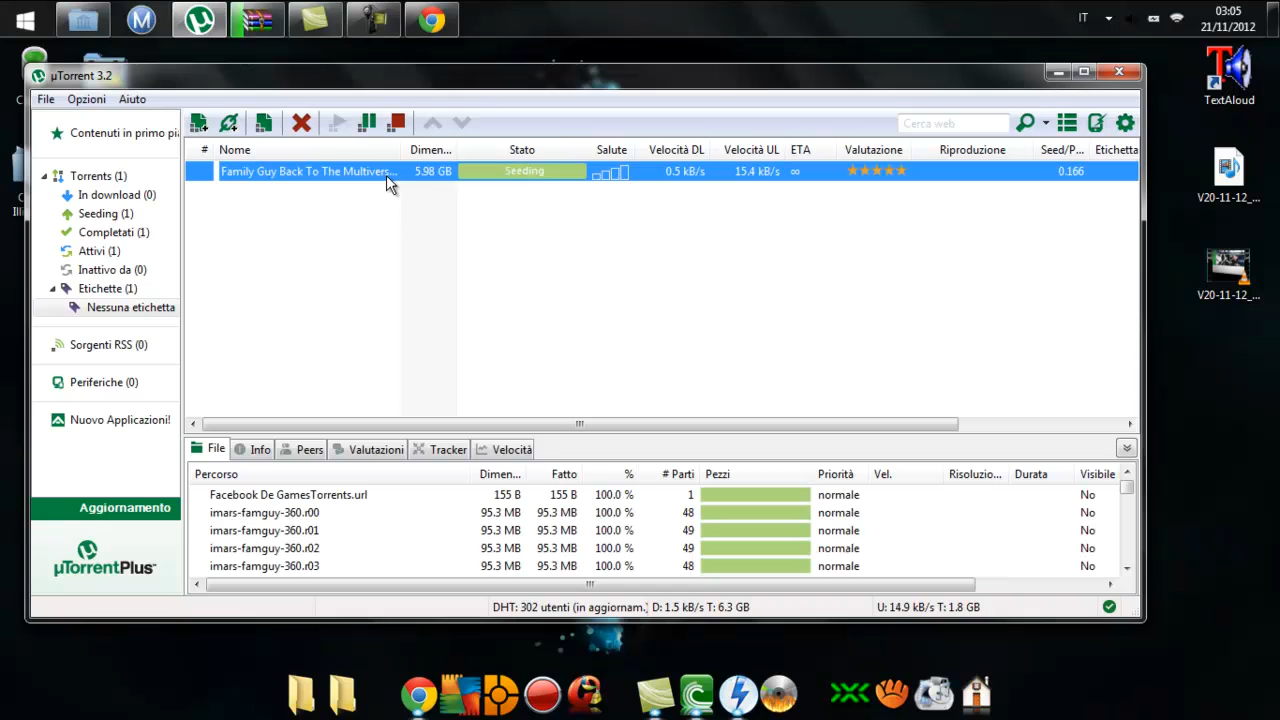 IT
03:05
21/11/2012
µTorrent 3.2
File Opzioni Aiuto
Cerca web
Contenuti in primo pia
Torrents (1)
In download (0)
Seeding (1)
Completati (1)
Attivi (1)
Inattivo da (0)
Etichette (1)
Nessuna etichetta
Sorgenti RSS (0)
Periferiche (0)
Nuovo Applicazioni!
Aggiornamento
µTorrentPlus™
# Nome Dimen... Stato Salute Velocità DL Velocità UL ETA Valutazione Riproduzione Seed/P... Etichetta
Family Guy Back To The Multivers... 5.98 GB Seeding 0.5 kB/s 15.4 kB/s ∞ 0.166
File Info Peers Valutazioni Tracker Velocità
Percorso Dimen... Fatto % # Parti Pezzi Priorità Vel. Risoluzio... Durata Visibile
Facebook De GamesTorrents.url 155 B 155 B 100.0 % 1 normale No
imars-famguy-360.r00 95.3 MB 95.3 MB 100.0 % 48 normale No
imars-famguy-360.r01 95.3 MB 95.3 MB 100.0 % 49 normale No
imars-famguy-360.r02 95.3 MB 95.3 MB 100.0 % 49 normale No
imars-famguy-360.r03 95.3 MB 95.3 MB 100.0 % 48 normale No
DHT: 302 utenti (in aggiornam.] D: 1.5 kB/s T: 6.3 GB U: 14.9 kB/s T: 1.8 GB
TextAloud
V20-11-12_...
V20-11-12_...